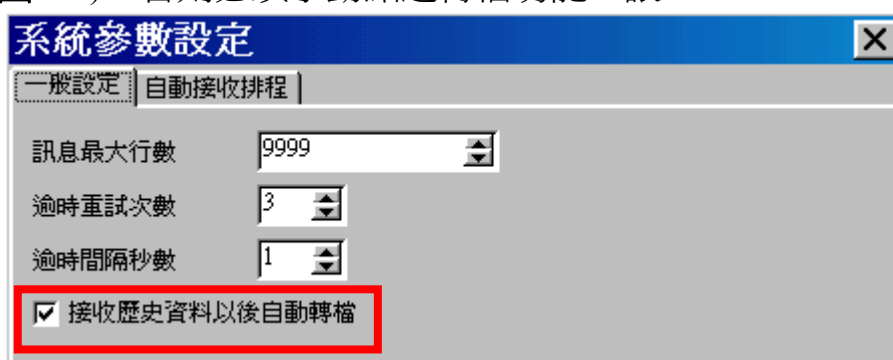 系統參數設定
一般設定 自動接收排程
訊息最大行數 9999
逾時重試次數 3
逾時間隔秒數 1
接收歷史資料以後自動轉檔